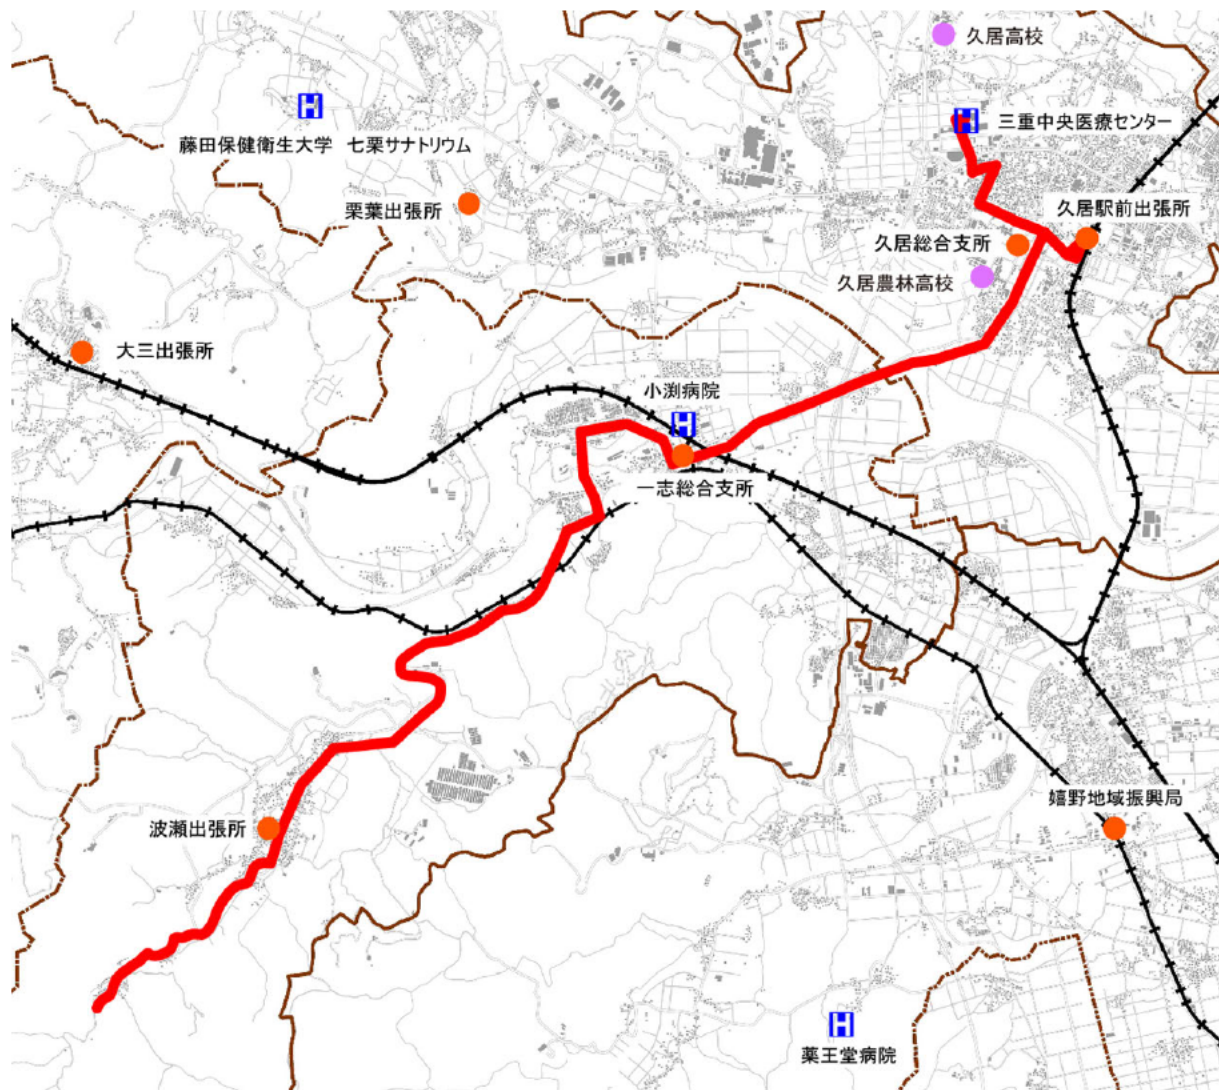 久居高校
三重中央医療センター
藤田保健衛生大学 七栗サナトリウム
栗葉出張所
久居駅前出張所
久居総合支所
久居農林高校
大三出張所
小渕病院
一志総合支所
嬉野地域振興局
波瀬出張所
薬王堂病院